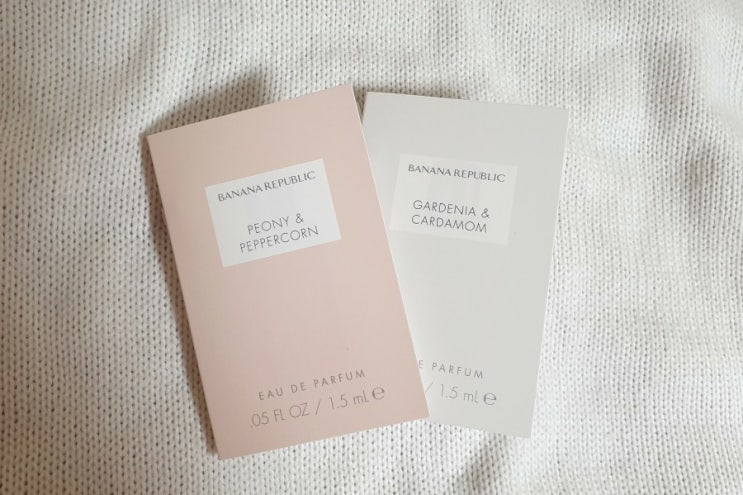 BANANA REPUBLIC
PEONY &
PEPPERCORN
EAU DE PARFUM
.05 FL OZ / 1.5 mL ℮
BANANA REPUBLIC
GARDENIA &
CARDAMOM
DE PARFUM
/ 1.5 mL ℮